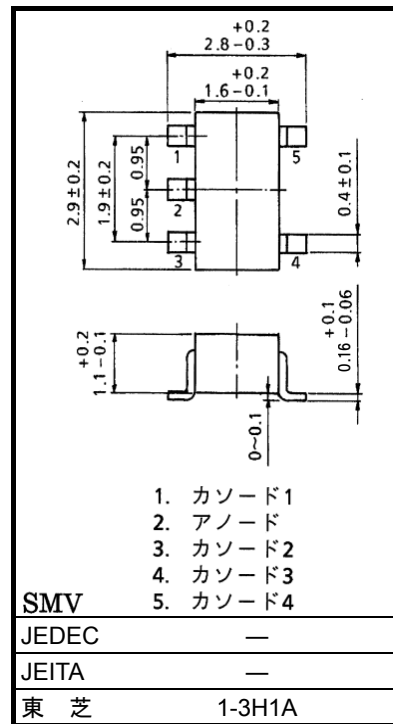 +0.2
2.8−0.3
+0.2
1.6−0.1
1
2
3
5
4
2.9±0.2
1.9±0.2
0.95
0.95
0.4±0.1
+0.1
0.16−0.06
+0.2
1.1−0.1
0~0.1
1. カソード1
2. アノード
3. カソード2
4. カソード3
5. カソード4
SMV
JEDEC —
JEITA —
東 芝 1-3H1A